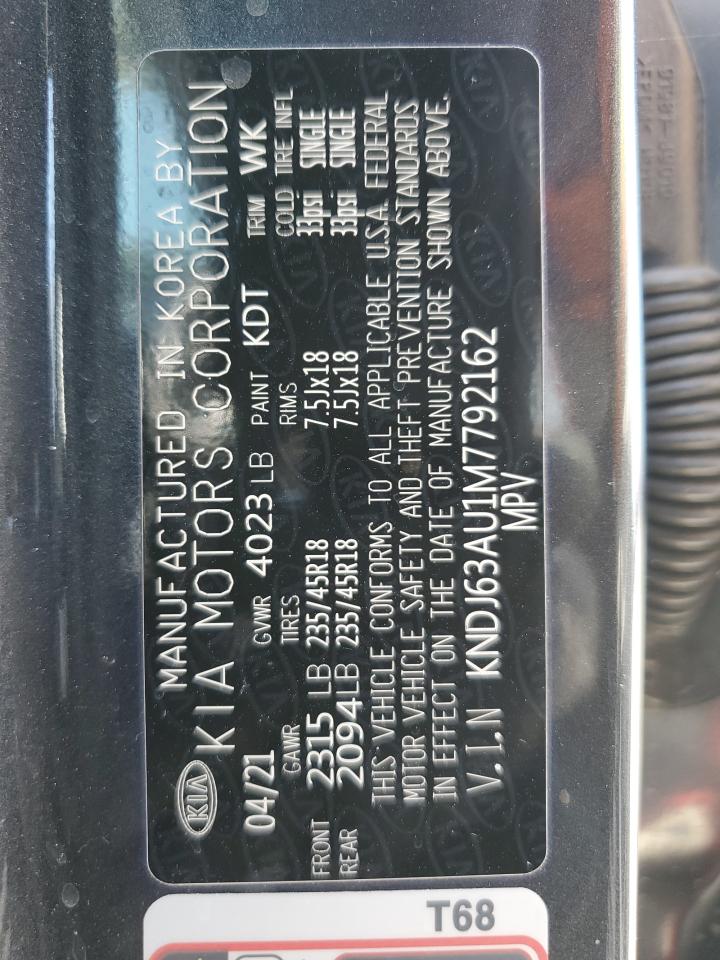 MANUFACTURED IN KOREA BY
KIA KIA MOTORS CORPORATION
04/21 GVWR 4023 LB PAINT KDT TRIM WK
GAWR TIRES RIMS COLD TIRE INFL
FRONT 2315 LB 235/45R18 7.5Jx18 33psi SINGLE
REAR 2094LB 235/45R18 7.5Jx18 33psi SINGLE
THIS VEHICLE CONFORMS TO ALL APPLICABLE U.S.A. FEDERAL
MOTOR VEHICLE SAFETY AND THEFT PREVENTION STANDARDS
IN EFFECT ON THE DATE OF MANUFACTURE SHOWN ABOVE.
V.I.N KNDJ63AU1M7792162
MPV
T68